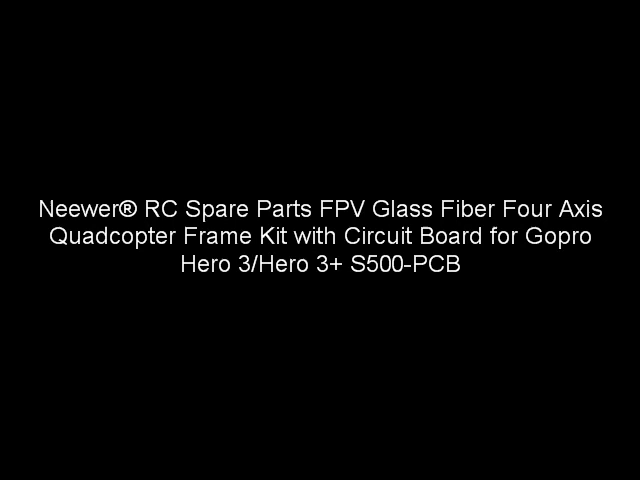 Neewer® RC Spare Parts FPV Glass Fiber Four Axis
Quadcopter Frame Kit with Circuit Board for Gopro
Hero 3/Hero 3+ S500-PCB